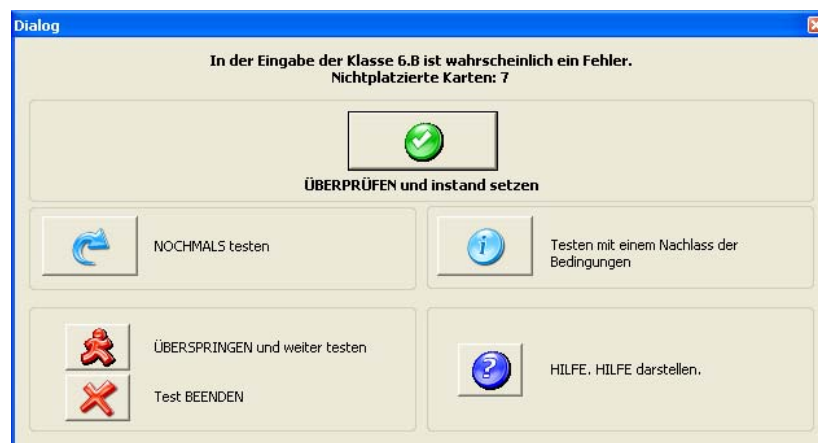 Dialog
In der Eingabe der Klasse 6.B ist wahrscheinlich ein Fehler.
Nichtplatzierte Karten: 7
ÜBERPRÜFEN und instand setzen
NOCHMALS testen
Testen mit einem Nachlass der
Bedingungen
ÜBERSPRINGEN und weiter testen
Test BEENDEN
HILFE. HILFE darstellen.